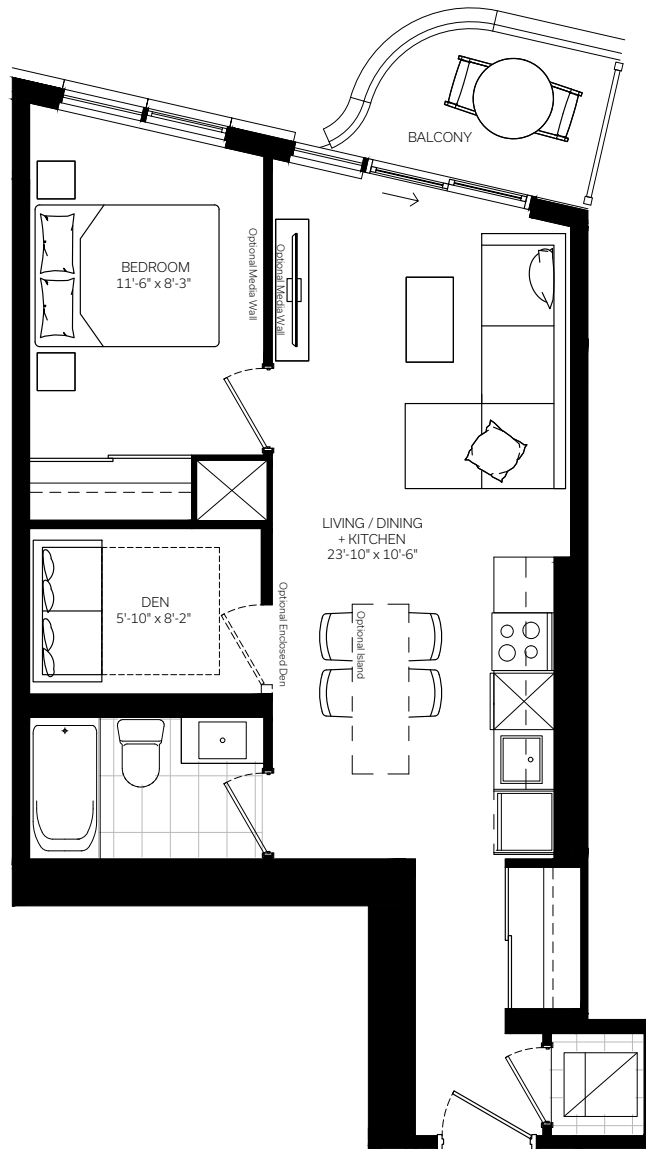 BALCONY
BEDROOM
11'-6" x 8'-3"
Optional Media Wall
Optional Media Wall
LIVING / DINING
+ KITCHEN
23'-10" x 10'-6"
DEN
5'-10" x 8'-2"
Optional Enclosed Den
Optional Island